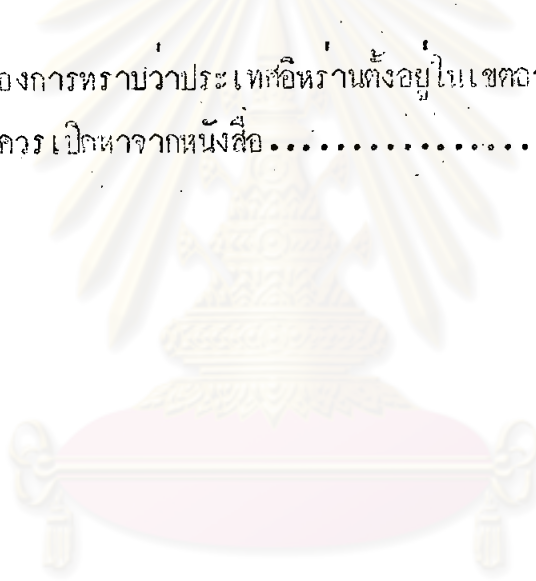 องการทราบว่าประเทศอิหร่านตั้งอยู่ในเขตอา
ควรเปิดหาจากหนังสือ................